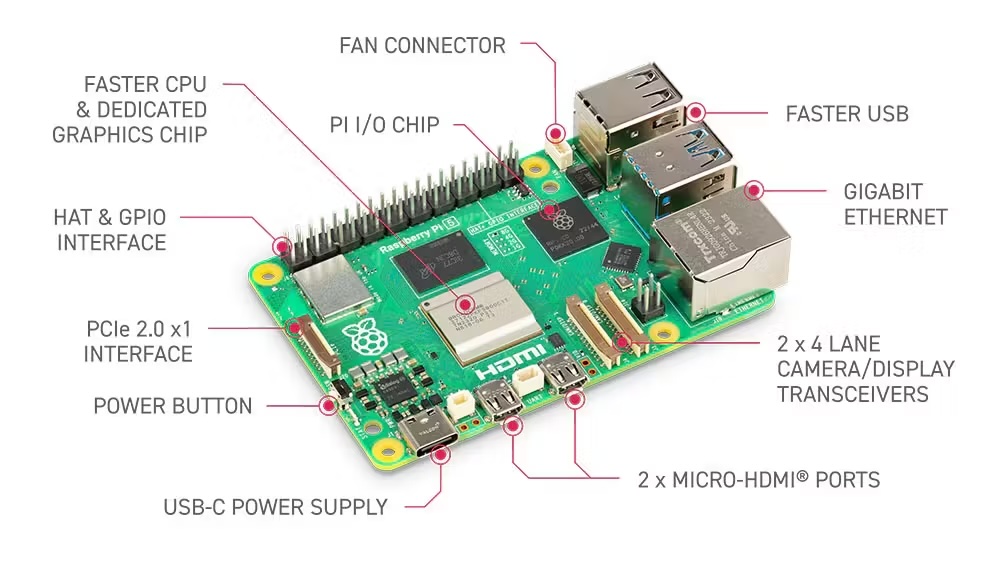 FAN CONNECTOR
FASTER CPU
& DEDICATED
GRAPHICS CHIP
PI I/O CHIP
FASTER USB
GIGABIT
ETHERNET
HAT & GPIO
INTERFACE
Raspberry Pi 5
MEMORY
PCIe 2.0 x1
INTERFACE
2 x 4 LANE
CAMERA/DISPLAY
TRANSCEIVERS
HDMI
UART
ETHERNET
POWER BUTTON
2 x MICRO-HDMI® PORTS
USB-C POWER SUPPLY